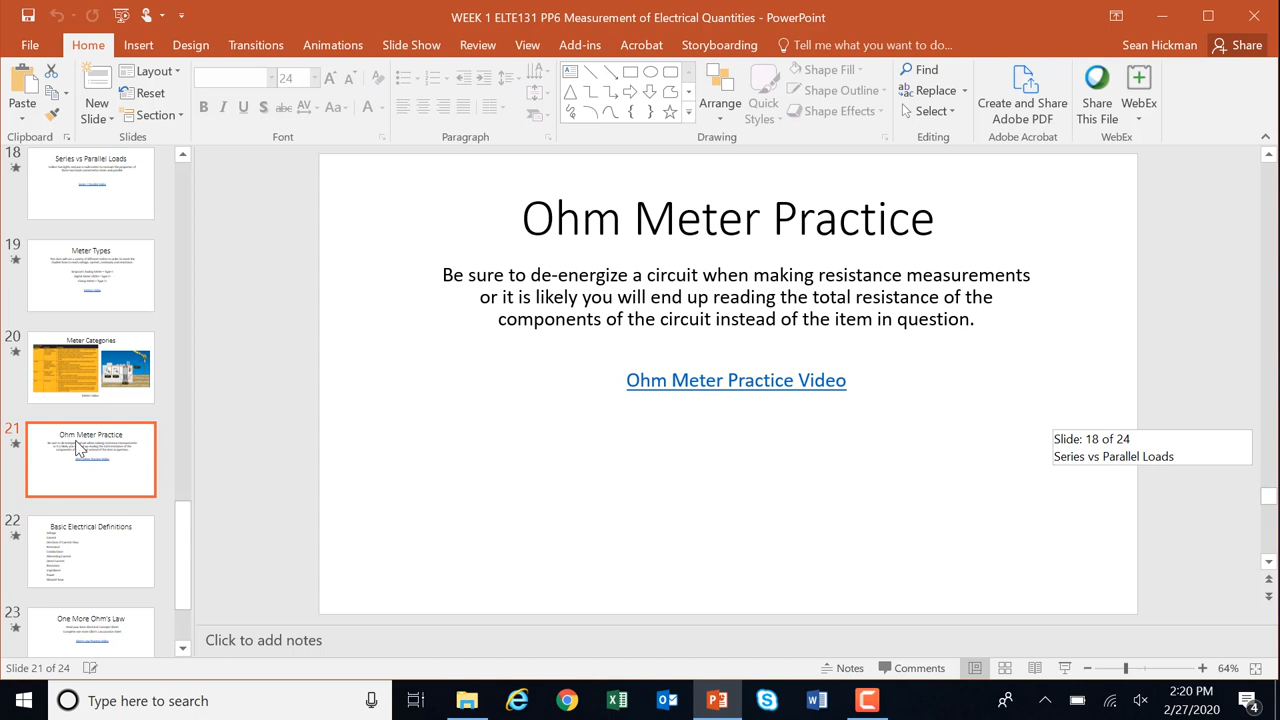 WEEK 1 ELTE131 PP6 Measurement of Electrical Quantities - PowerPoint
File Home Insert Design Transitions Animations Slide Show Review View Add-ins Acrobat Storyboarding Tell me what you want to do... Sean Hickman Share
Paste
Clipboard
New Slide
Layout
Reset
Section
Slides
24
B I U S abc AV Aa A
Font
Paragraph
Arrange
Quick Styles
Shape Fill
Shape Outline
Shape Effects
Drawing
Find
Replace
Select
Editing
Create and Share Adobe PDF
Adobe Acrobat
Share This File
WebEx
WebEx
18
Series vs Parallel Loads
19
Meter Types
20
Meter Categories
21
Ohm Meter Practice
22
Basic Electrical Definitions
23
One More Ohm's Law
Ohm Meter Practice
Be sure to de-energize a circuit when making resistance measurements
or it is likely you will end up reading the total resistance of the
components of the circuit instead of the item in question.
Ohm Meter Practice Video
Slide: 18 of 24
Series vs Parallel Loads
Click to add notes
Slide 21 of 24
Notes Comments 64%
Type here to search
2:20 PM
2/27/2020
4